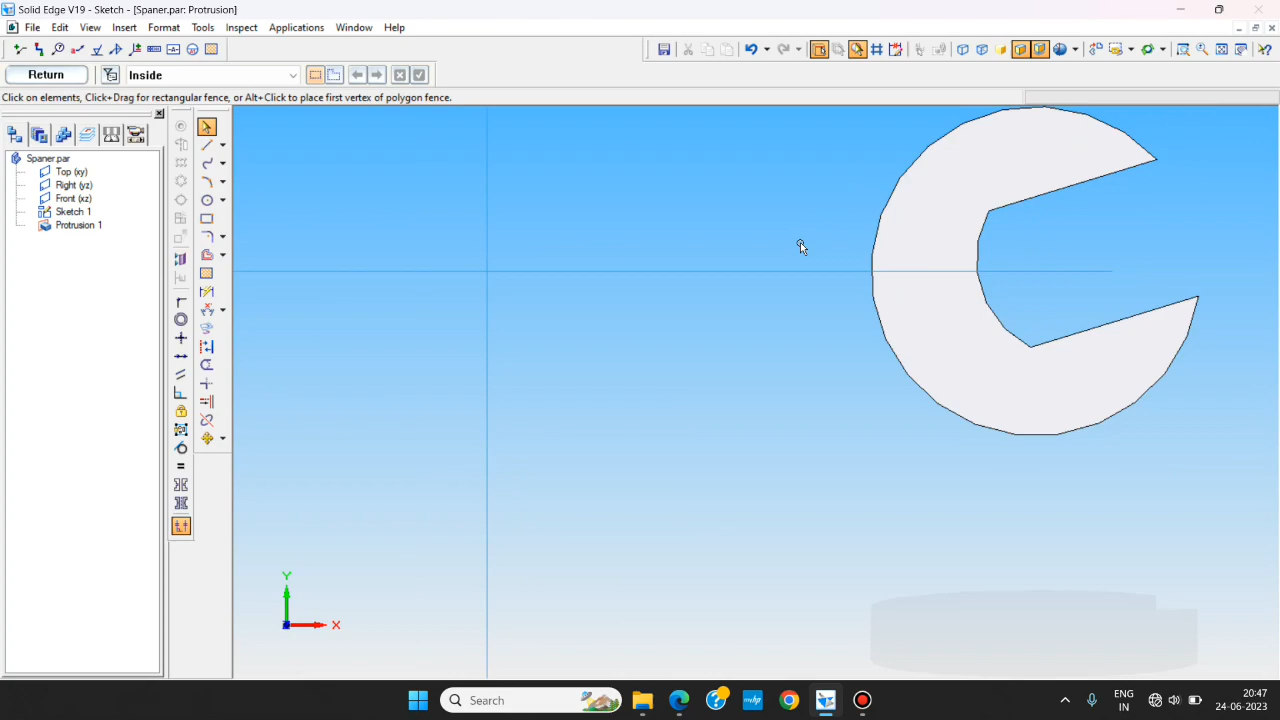 Solid Edge V19 - Sketch - [Spaner.par: Protrusion]
File Edit View Insert Format Tools Inspect Applications Window Help
Return Inside
Click on elements, Click+Drag for rectangular fence, or Alt+Click to place first vertex of polygon fence.
Spaner.par
Top (xy)
Right (yz)
Front (xz)
Sketch 1
Protrusion 1
Y
X
Search
ENG
IN
20:47
24-06-2023